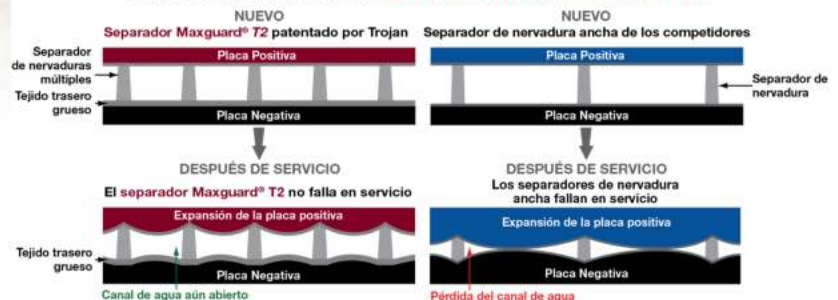 NUEVO
Separador Maxguard® T2 patentado por Trojan
Placa Positiva
Separador
de nervaduras
múltiples
Tejido trasero
grueso
Placa Negativa
DESPUÉS DE SERVICIO
El separador Maxguard® T2 no falla en servicio
Expansión de la placa positiva
Tejido trasero
grueso
Placa Negativa
Canal de agua aún abierto
NUEVO
Separador de nervadura ancha de los competidores
Placa Positiva
Separador de
nervadura
Placa Negativa
DESPUÉS DE SERVICIO
Los separadores de nervadura
ancha fallan en servicio
Expansión de la placa positiva
Placa Negativa
Pérdida del canal de agua